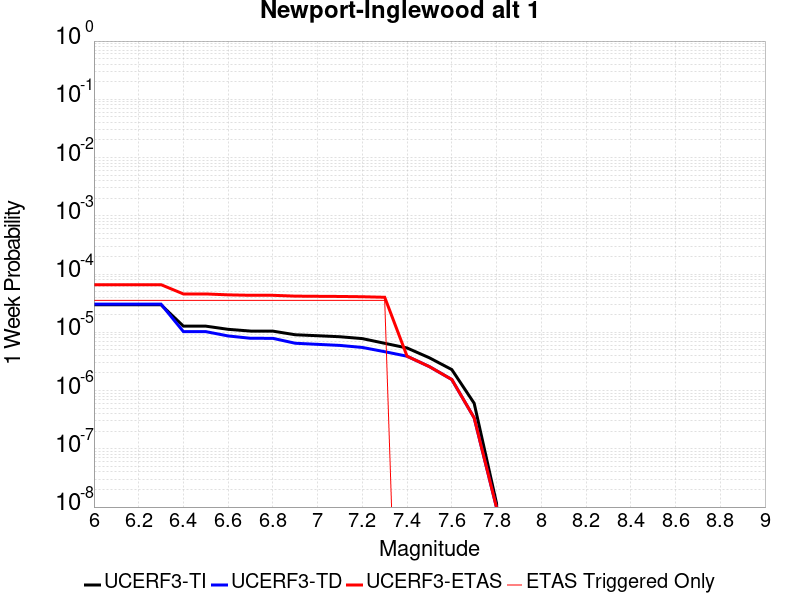 Newport-Inglewood alt 1
10^0
10^-1
10^-2
10^-3
10^-4
10^-5
10^-6
10^-7
10^-8
1 Week Probability
6 6.2 6.4 6.6 6.8 7 7.2 7.4 7.6 7.8 8 8.2 8.4 8.6 8.8 9
Magnitude
UCERF3-TI UCERF3-TD UCERF3-ETAS ETAS Triggered Only